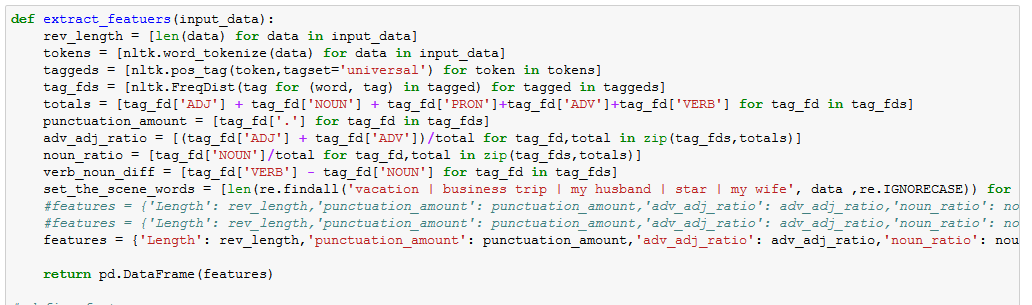 def extract_featuers(input_data):
    rev_length = [len(data) for data in input_data]
    tokens = [nltk.word_tokenize(data) for data in input_data]
    taggeds = [nltk.pos_tag(token,tagset='universal') for token in tokens]
    tag_fds = [nltk.FreqDist(tag for (word, tag) in tagged) for tagged in taggeds]
    totals = [tag_fd['ADJ'] + tag_fd['NOUN'] + tag_fd['PRON']+tag_fd['ADV']+tag_fd['VERB'] for tag_fd in tag_fds]
    punctuation_amount = [tag_fd['.'] for tag_fd in tag_fds]
    adv_adj_ratio = [(tag_fd['ADJ'] + tag_fd['ADV'])/total for tag_fd,total in zip(tag_fds,totals)]
    noun_ratio = [tag_fd['NOUN']/total for tag_fd,total in zip(tag_fds,totals)]
    verb_noun_diff = [tag_fd['VERB'] - tag_fd['NOUN'] for tag_fd in tag_fds]
    set_the_scene_words = [len(re.findall('vacation | business trip | my husband | star | my wife', data ,re.IGNORECASE)) for
    #features = {'Length': rev_length,'punctuation_amount': punctuation_amount,'adv_adj_ratio': adv_adj_ratio,'noun_ratio': no
    #features = {'Length': rev_length,'punctuation_amount': punctuation_amount,'adv_adj_ratio': adv_adj_ratio,'noun_ratio': no
    features = {'Length': rev_length,'punctuation_amount': punctuation_amount,'adv_adj_ratio': adv_adj_ratio,'noun_ratio': nou
    return pd.DataFrame(features)